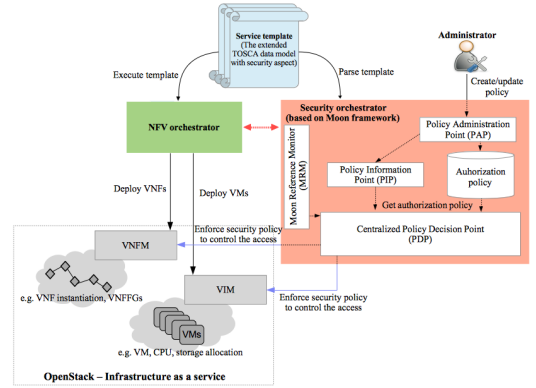 Service template
(The extended
TOSCA data model
with security aspect)
Administrator
Execute template
Parse template
Create/update
policy
NFV orchestrator
Security orchestrator
(based on Moon framework)
Moon Reference Monitor
(MRM)
Policy Administration
Point (PAP)
Policy Information
Point (PIP)
Auhorization
policy
Get authorization policy
Centralized Policy Decision Point
(PDP)
Deploy VNFs
Deploy VMs
Enforce security policy
to control the access
VNFM
e.g. VNF instantiation, VNFFGs
VIM
Enforce security policy
to control the access
VMs
e.g. VM, CPU, storage allocation
OpenStack – Infrastructure as a service